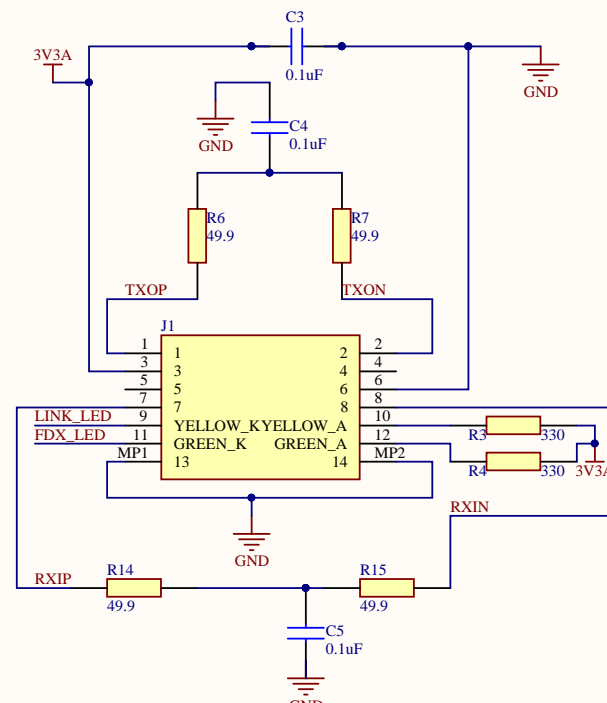 C3
3V3A
0.1uF
GND
C4
0.1uF
GND
R6
49.9
R7
49.9
TXOP
TXON
J1
1 1 2 2
3 3 4 4
5 5 6 6
7 7 8 8
LINK_LED 9 YELLOW_K YELLOW_A 10 R3 330
FDX_LED 11 GREEN_K GREEN_A 12
MP1 13 14 MP2 R4 330 3V3A
RXIN
GND
R14
R15
RXIP
49.9
49.9
C5
0.1uF
GND